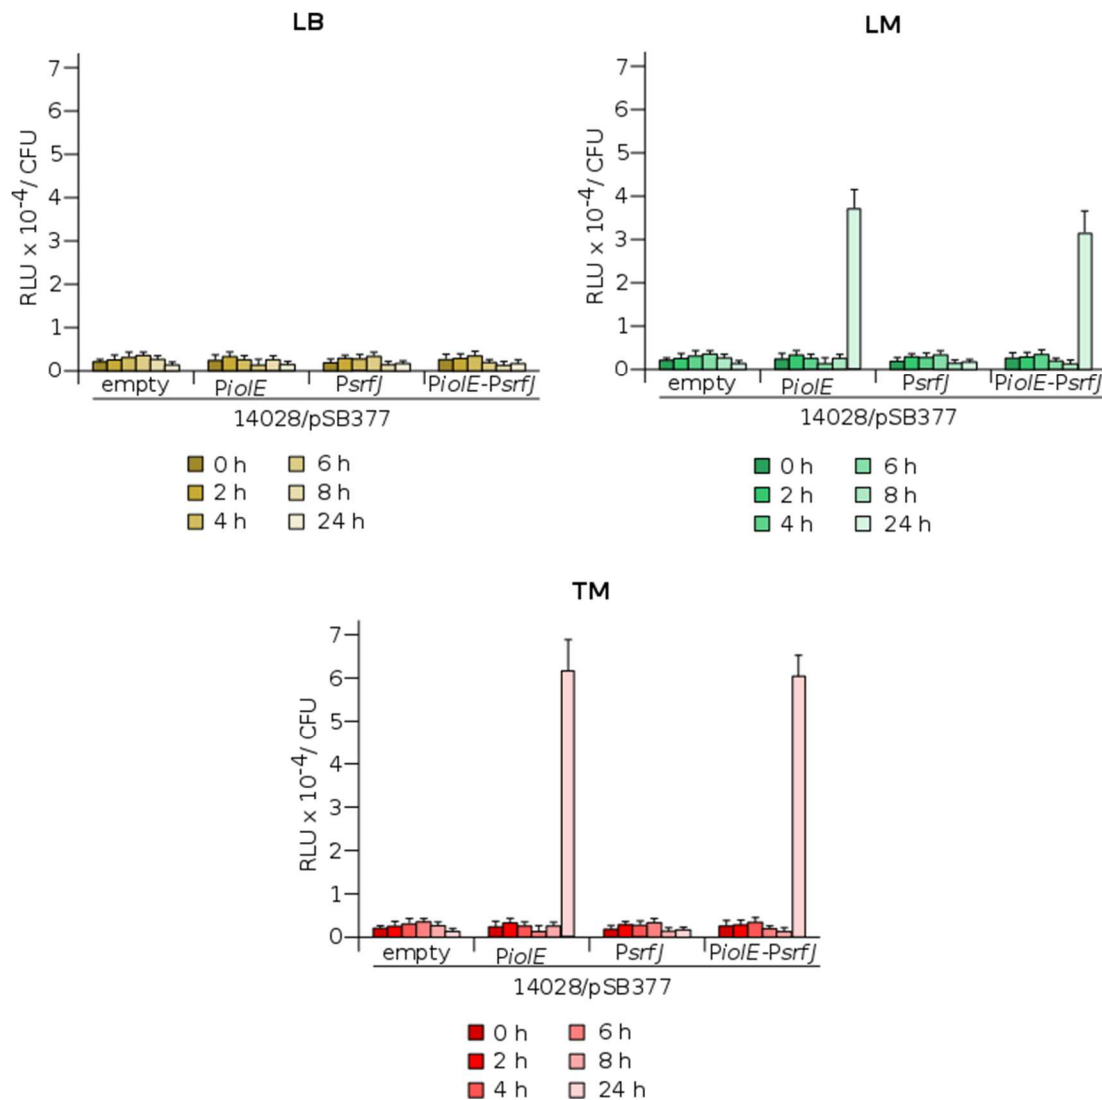 LB
RLU x 10-4/ CFU
7
6
5
4
3
2
1
0
empty PiolE PsrfJ PiolE-PsrfJ
14028/pSB377
0 h 6 h
2 h 8 h
4 h 24 h
LM
RLU x 10-4/ CFU
7
6
5
4
3
2
1
0
empty PiolE PsrfJ PiolE-PsrfJ
14028/pSB377
0 h 6 h
2 h 8 h
4 h 24 h
TM
RLU x 10-4/ CFU
7
6
5
4
3
2
1
0
empty PiolE PsrfJ PiolE-PsrfJ
14028/pSB377
0 h 6 h
2 h 8 h
4 h 24 h